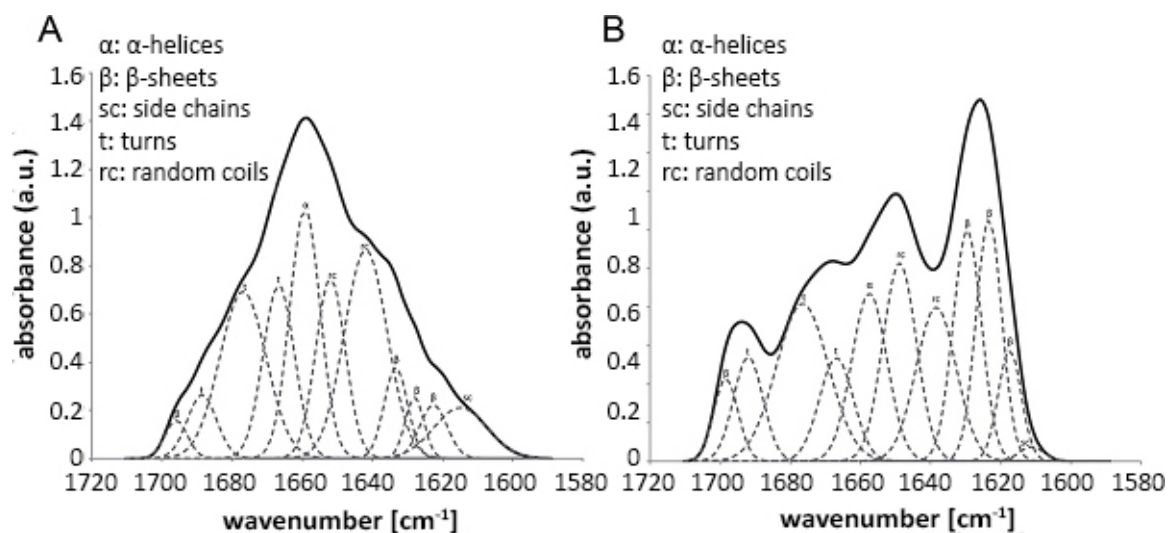 A
α: α-helices
β: β-sheets
sc: side chains
t: turns
rc: random coils
absorbance (a.u.)
1.6
1.4
1.2
1
0.8
0.6
0.4
0.2
0
1720 1700 1680 1660 1640 1620 1600 1580
wavenumber [cm⁻¹]
B
α: α-helices
β: β-sheets
sc: side chains
t: turns
rc: random coils
absorbance (a.u.)
1.6
1.4
1.2
1
0.8
0.6
0.4
0.2
0
1720 1700 1680 1660 1640 1620 1600 1580
wavenumber [cm⁻¹]